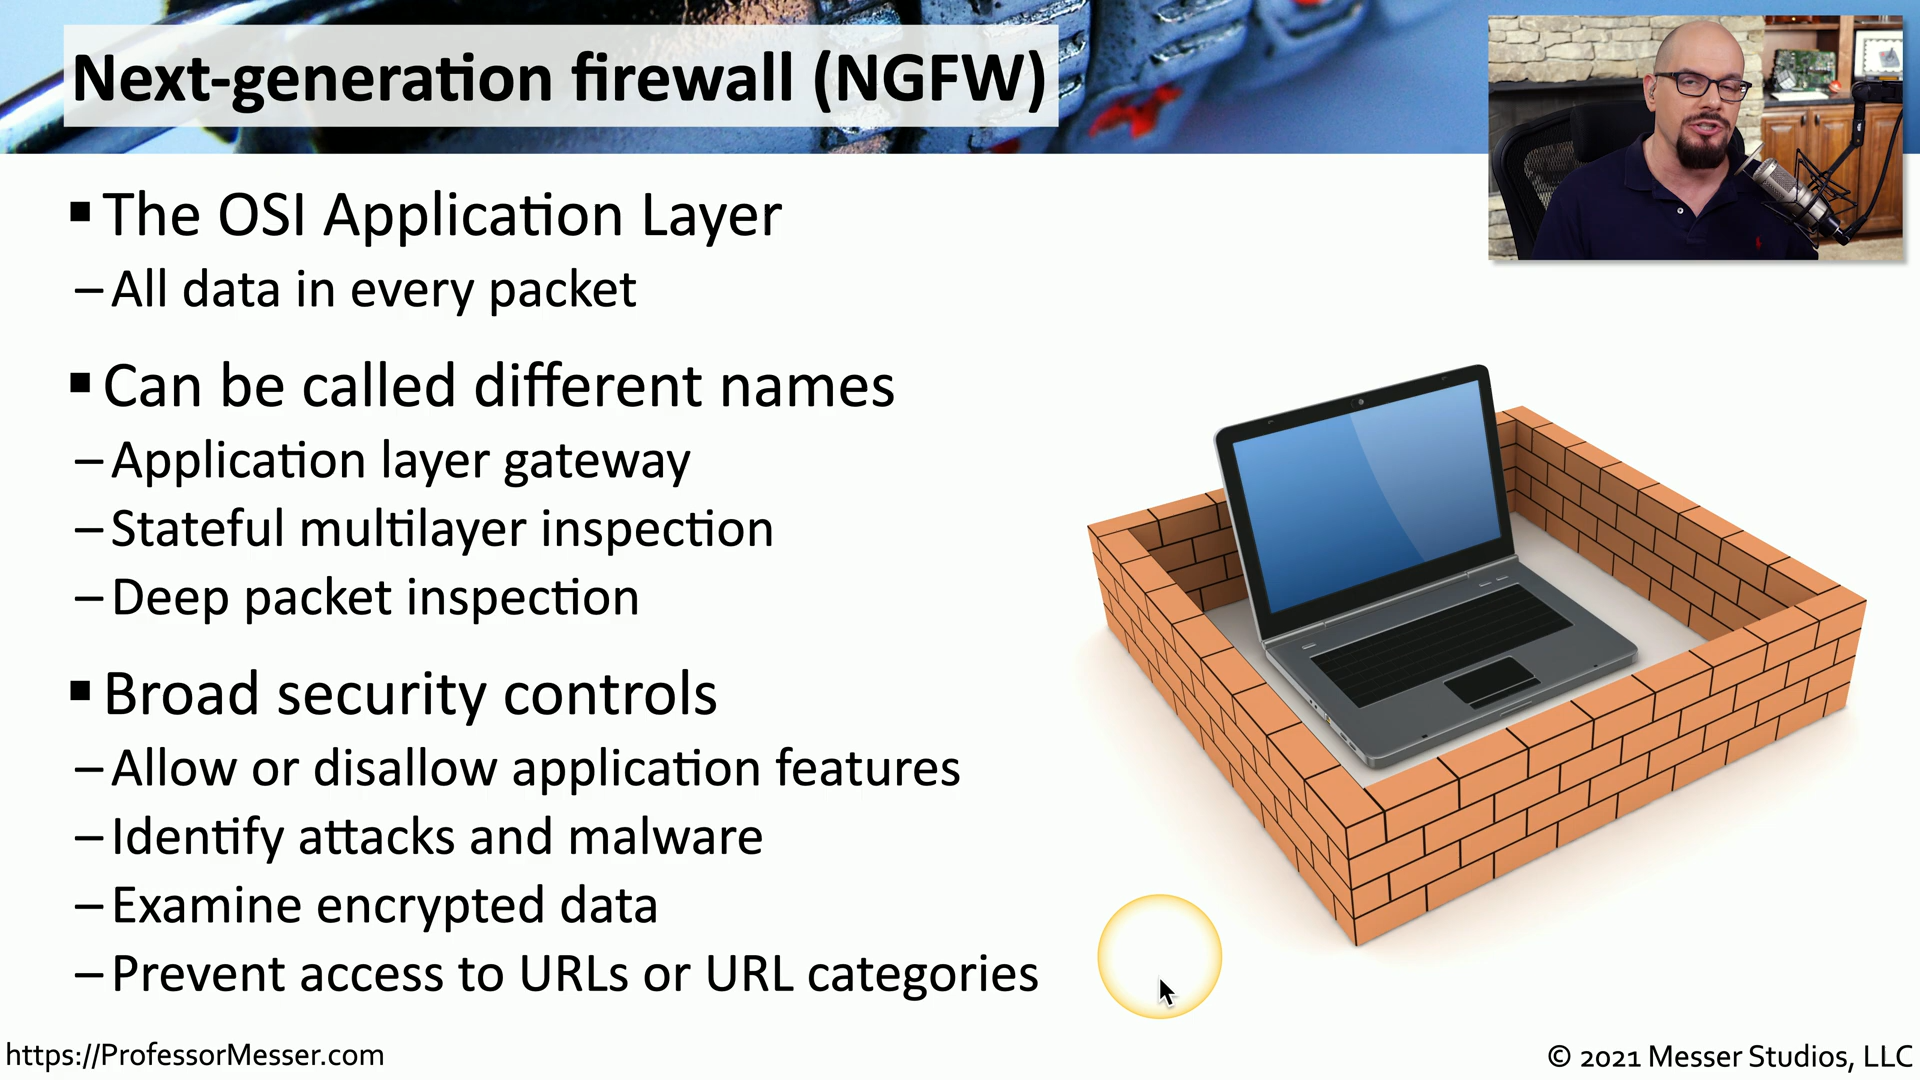 Next-generation firewall (NGFW)
▪ The OSI Application Layer
– All data in every packet
▪ Can be called different names
– Application layer gateway
– Stateful multilayer inspection
– Deep packet inspection
▪ Broad security controls
– Allow or disallow application features
– Identify attacks and malware
– Examine encrypted data
– Prevent access to URLs or URL categories
https://ProfessorMesser.com
© 2021 Messer Studios, LLC